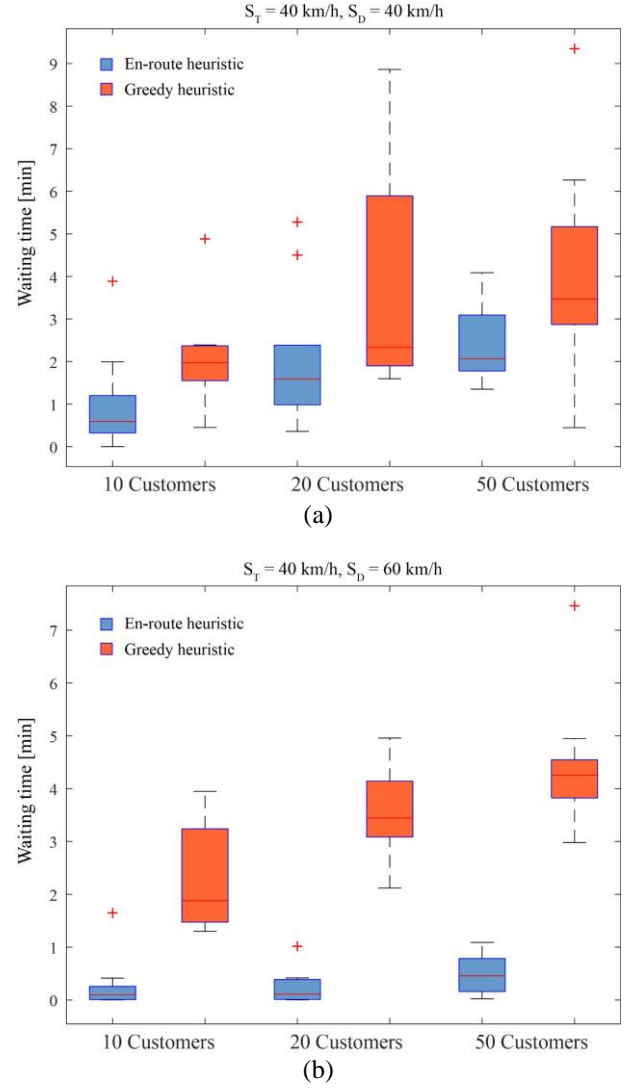 S_T = 40 km/h, S_D = 40 km/h
9
8
7
6
5
4
3
2
1
0
Waiting time [min]
En-route heuristic
Greedy heuristic
10 Customers 20 Customers 50 Customers
(a)
S_T = 40 km/h, S_D = 60 km/h
7
6
5
4
3
2
1
0
Waiting time [min]
En-route heuristic
Greedy heuristic
10 Customers 20 Customers 50 Customers
(b)